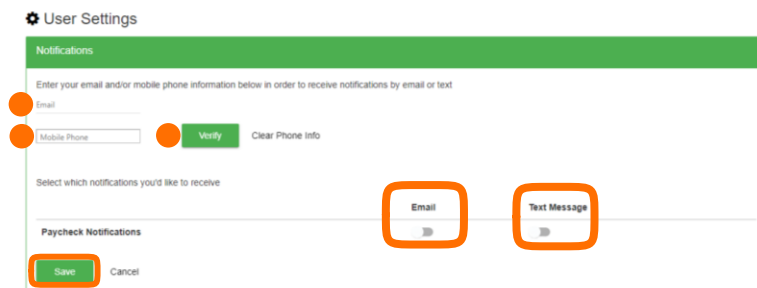 User Settings
Notifications
Enter your email and/or mobile phone information below in order to receive notifications by email or text
Email
Mobile Phone Verify Clear Phone Info
Select which notifications you'd like to receive
Email Text Message
Paycheck Notifications
Save Cancel